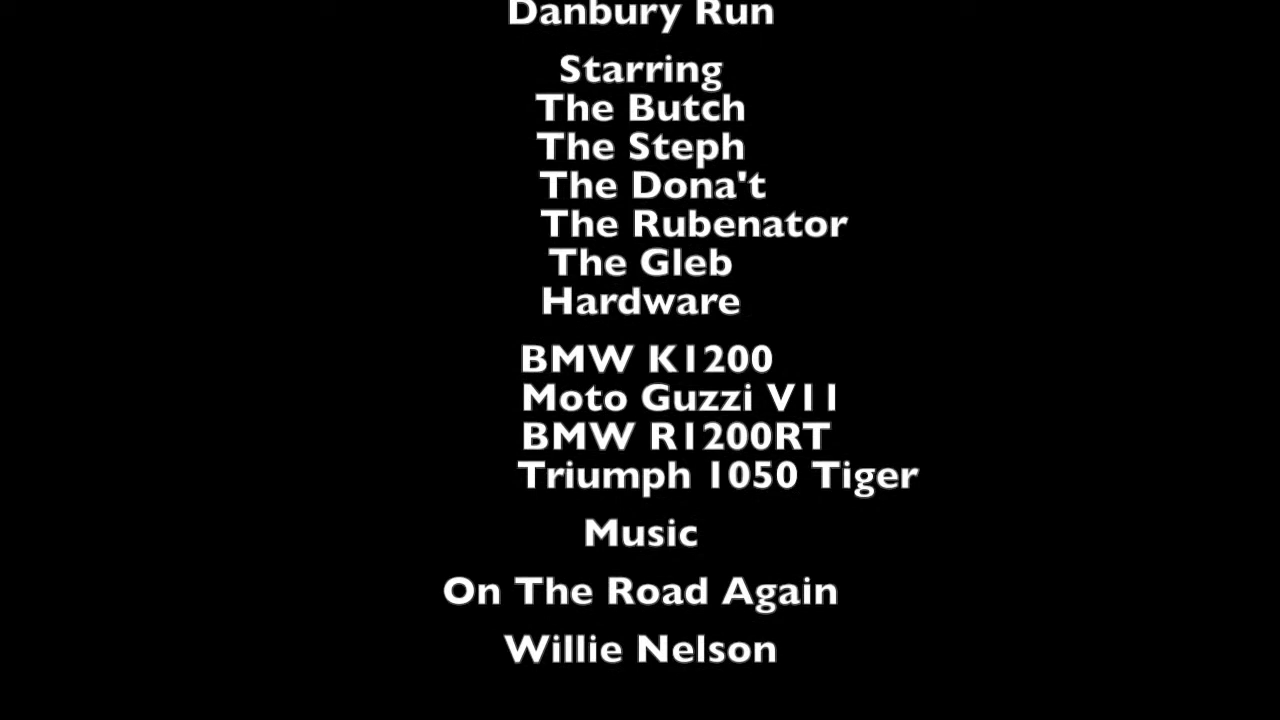 Danbury Run
Starring
The Butch
The Steph
The Dona't
The Rubenator
The Gleb
Hardware
BMW K1200
Moto Guzzi V11
BMW R1200RT
Triumph 1050 Tiger
Music
On The Road Again
Willie Nelson